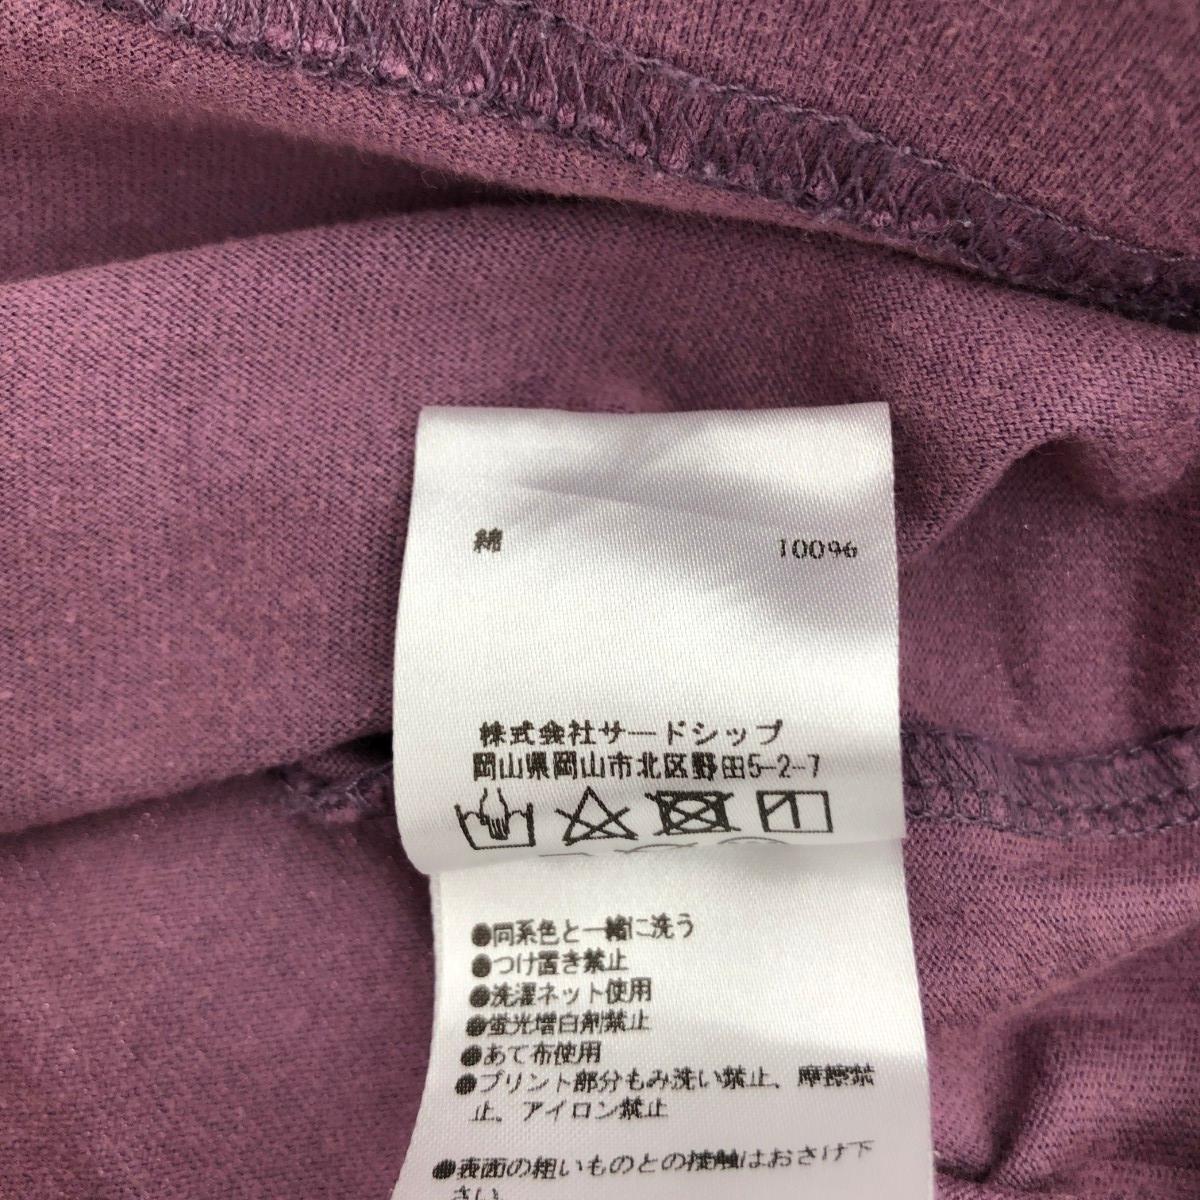 綿 100%
株式会社サードシップ
岡山県岡山市北区野田5-2-7
●同系色と一緒に洗う
●つけ置き禁止
●洗濯ネット使用
●蛍光増白剤禁止
●あて布使用
●プリント部分もみ洗い禁止、摩擦禁
止、アイロン禁止
●表面の粗いものとの接触はおさけ下
さい